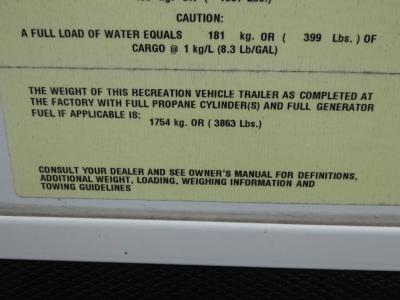 CAUTION:
A FULL LOAD OF WATER EQUALS 181 kg. OR ( 399 Lbs. ) OF
CARGO @ 1 kg/L (8.3 Lb/GAL)
THE WEIGHT OF THIS RECREATION VEHICLE TRAILER AS COMPLETED AT
THE FACTORY WITH FULL PROPANE CYLINDER(S) AND FULL GENERATOR
FUEL IF APPLICABLE IS:
1754 kg. OR ( 3863 Lbs.)
CONSULT YOUR DEALER AND SEE OWNER'S MANUAL FOR DEFINITIONS,
ADDITIONAL WEIGHT, LOADING, WEIGHING INFORMATION AND
TOWING GUIDELINES